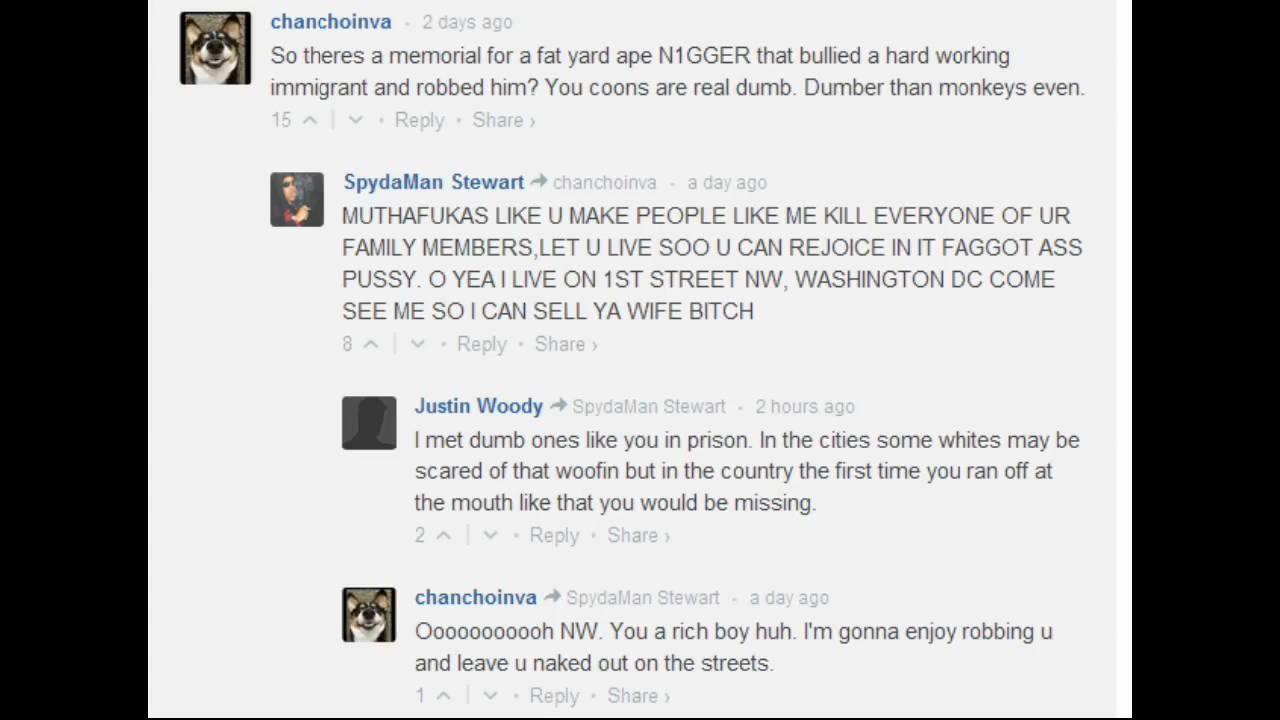 chanchoinva • 2 days ago
So theres a memorial for a fat yard ape N1GGER that bullied a hard working
immigrant and robbed him? You coons are real dumb. Dumber than monkeys even.
15 • Reply • Share ›
SpydaMan Stewart chanchoinva • a day ago
MUTHAFUKAS LIKE U MAKE PEOPLE LIKE ME KILL EVERYONE OF UR
FAMILY MEMBERS,LET U LIVE SOO U CAN REJOICE IN IT FAGGOT ASS
PUSSY. O YEA I LIVE ON 1ST STREET NW, WASHINGTON DC COME
SEE ME SO I CAN SELL YA WIFE BITCH
8 • Reply • Share ›
Justin Woody SpydaMan Stewart • 2 hours ago
I met dumb ones like you in prison. In the cities some whites may be
scared of that woofin but in the country the first time you ran off at
the mouth like that you would be missing.
2 • Reply • Share ›
chanchoinva SpydaMan Stewart • a day ago
Oooooooooooh NW. You a rich boy huh. I'm gonna enjoy robbing u
and leave u naked out on the streets.
1 • Reply • Share ›